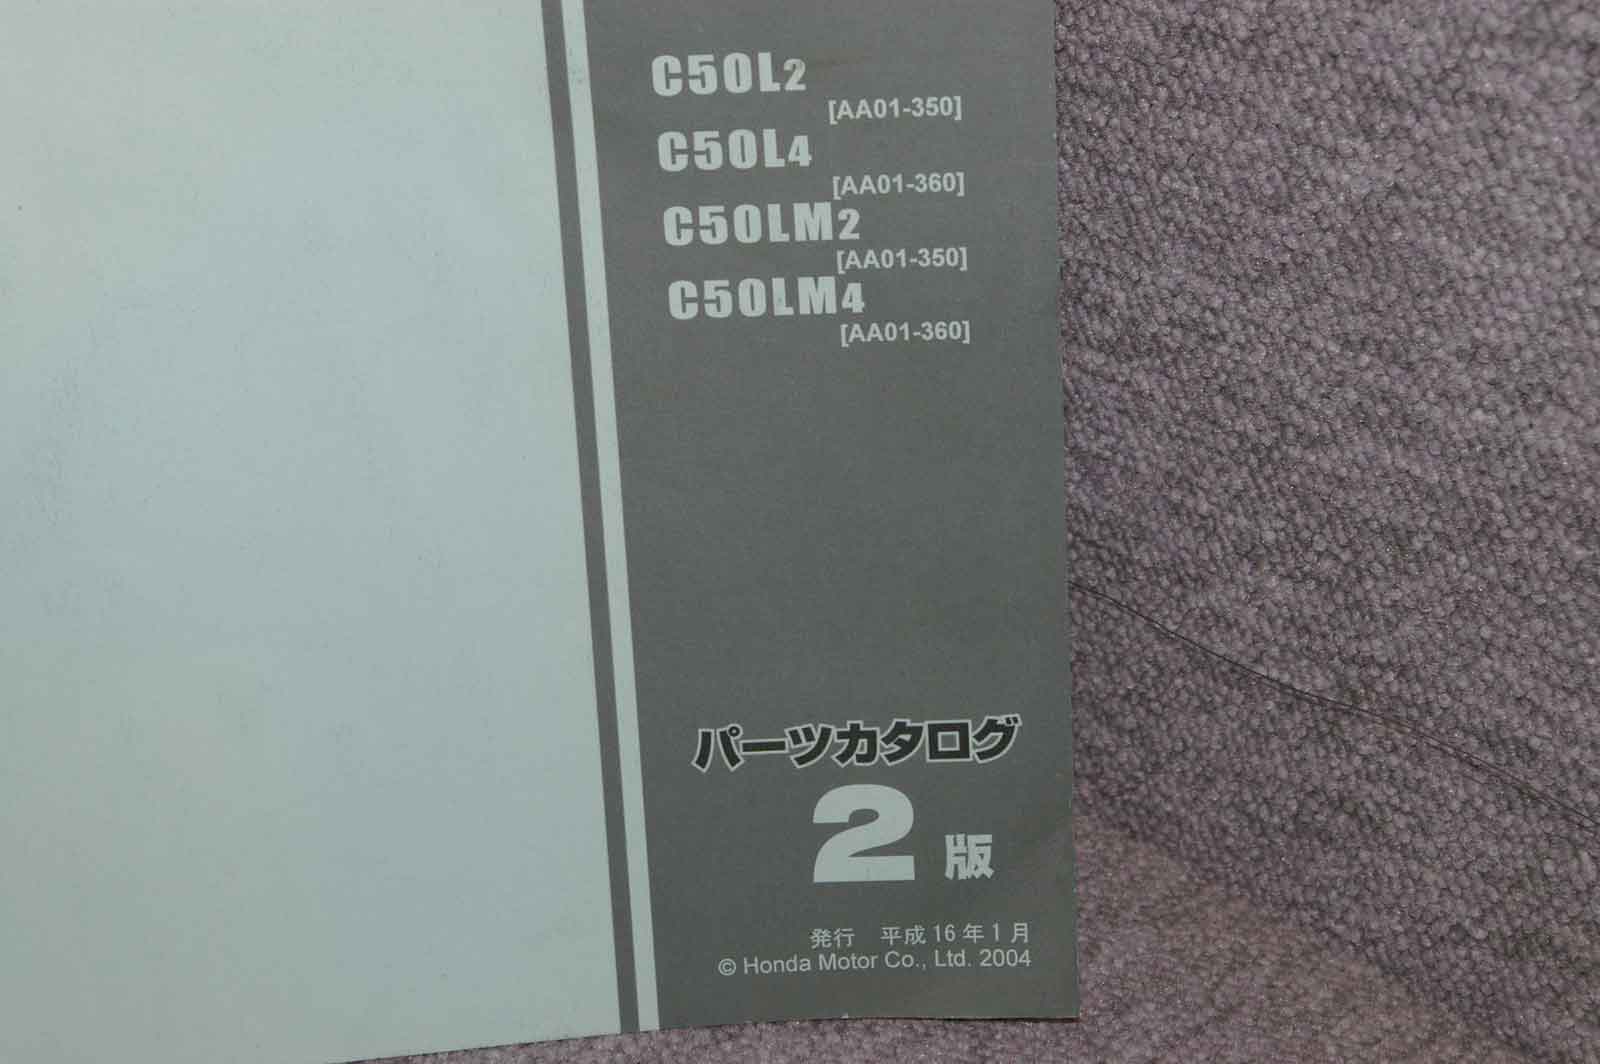 C50L2
[AA01-350]
C50L4
[AA01-360]
C50LM2
[AA01-350]
C50LM4
[AA01-360]
パーツカタログ
2版
発行 平成16年1月
© Honda Motor Co., Ltd. 2004